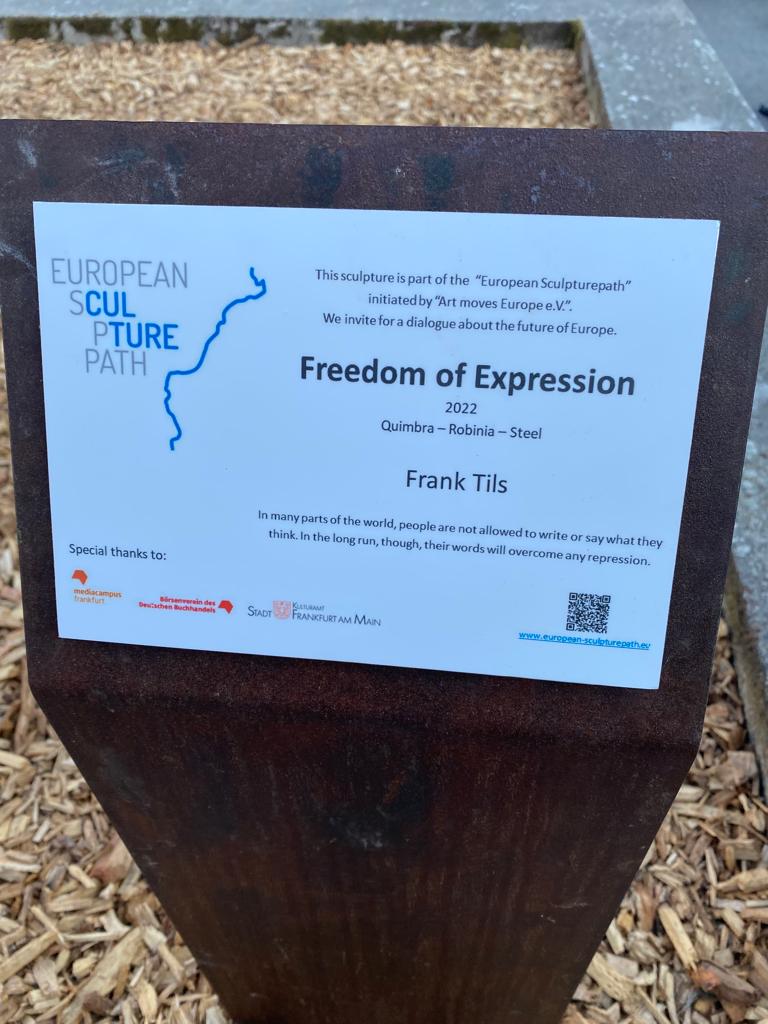 EUROPEAN
SCUL
PTURE
PATH
This sculpture is part of the "European Sculpturepath"
initiated by "Art moves Europe e.V.".
We invite for a dialogue about the future of Europe.
Freedom of Expression
2022
Quimbra – Robinia – Steel
Frank Tils
In many parts of the world, people are not allowed to write or say what they
think. In the long run, though, their words will overcome any repression.
Special thanks to:
mediacampus
frankfurt
Börsenverein des
Deutschen Buchhandels
STADT KULTURAMT
FRANKFURT AM MAIN
www.european-sculpturepath.eu